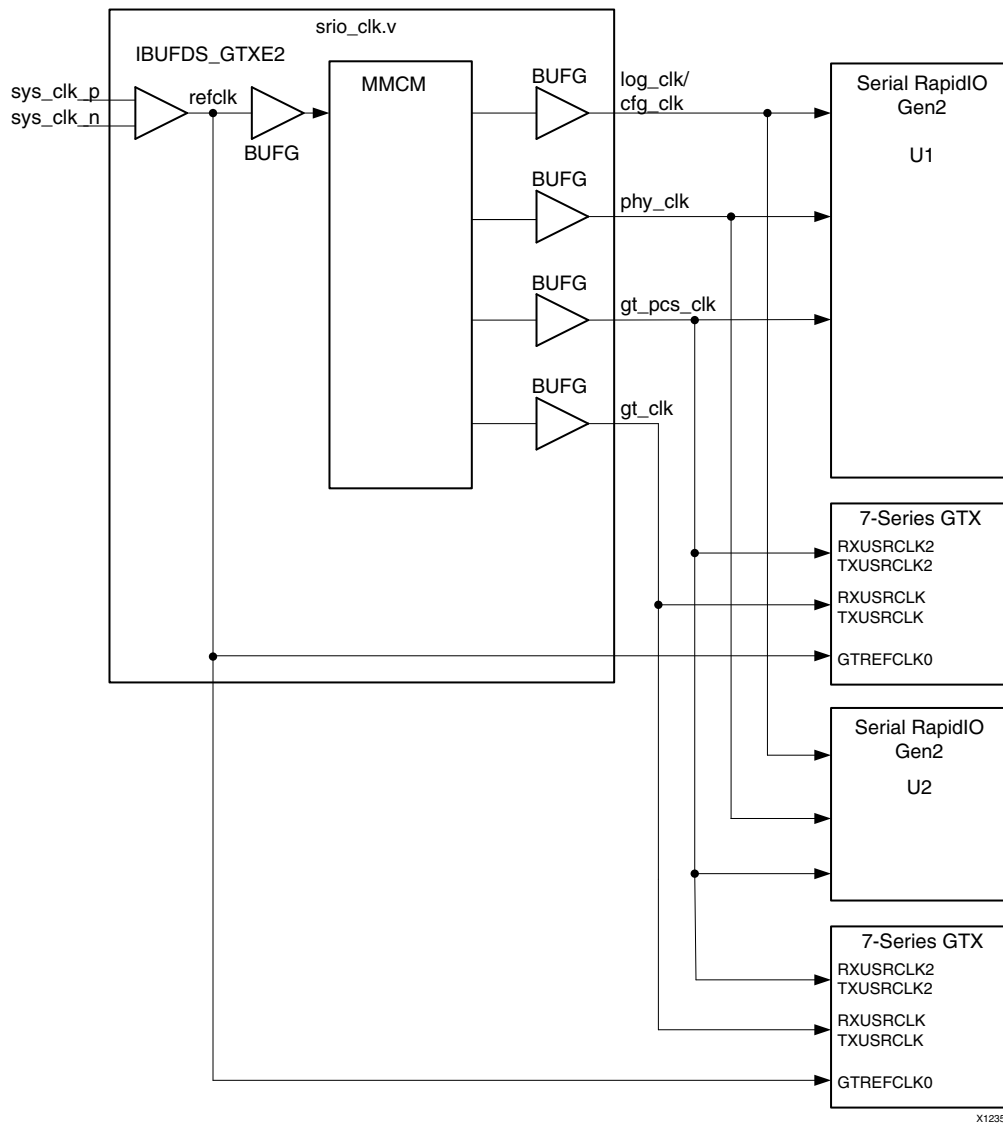 srio_clk.v
IBUFDS_GTXE2
sys_clk_p
sys_clk_n
refclk
BUFG
MMCM
BUFG
log_clk/
cfg_clk
BUFG
phy_clk
BUFG
gt_pcs_clk
BUFG
gt_clk
Serial RapidIO
Gen2
U1
7-Series GTX
RXUSRCLK2
TXUSRCLK2
RXUSRCLK
TXUSRCLK
GTREFCLK0
Serial RapidIO
Gen2
U2
7-Series GTX
RXUSRCLK2
TXUSRCLK2
RXUSRCLK
TXUSRCLK
GTREFCLK0
X1235